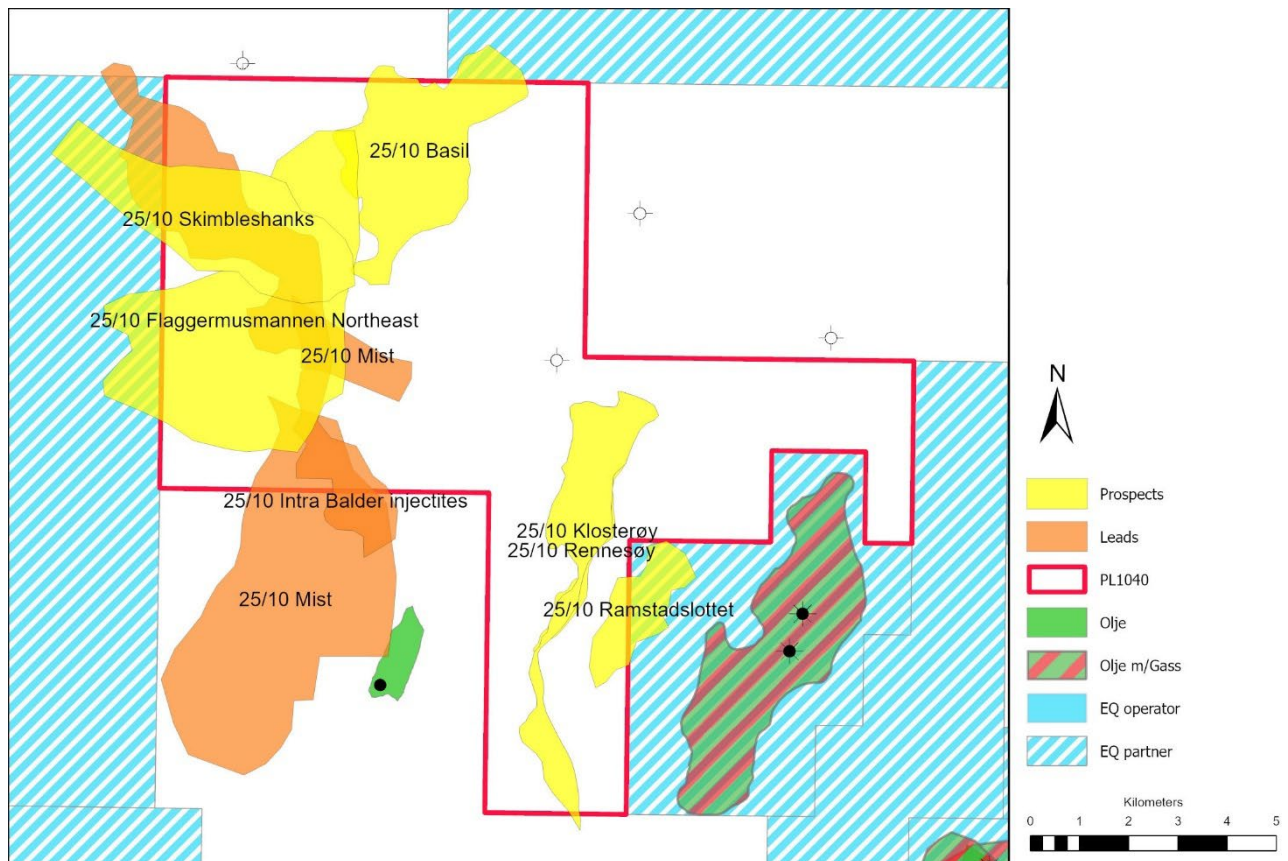 25/10 Basil
25/10 Skimbleshanks
25/10 Flaggermusmannen Northeast
25/10 Mist
25/10 Intra Balder injectites
25/10 Klosterøy
25/10 Rennesøy
25/10 Mist
25/10 Ramstadslottet
N
Prospects
Leads
PL1040
Olje
Olje m/Gass
EQ operator
EQ partner
Kilometers
0 1 2 3 4 5